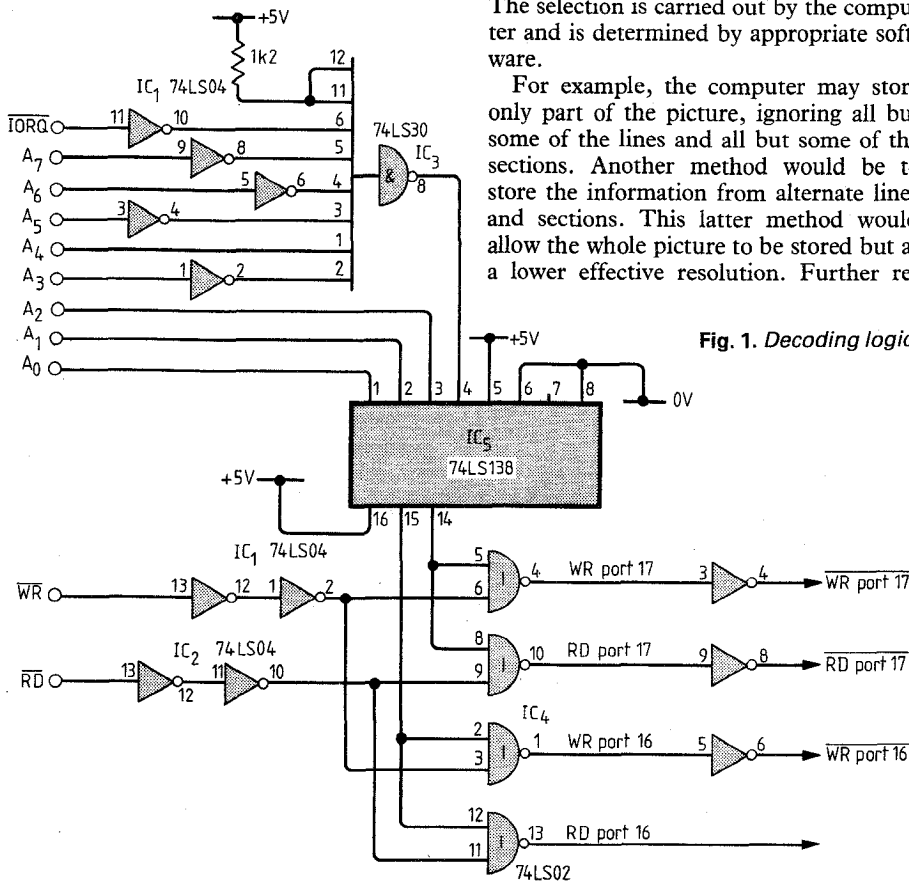 The selection is carried out by the compu
ter and is determined by appropriate soft
ware.
For example, the computer may stor
only part of the picture, ignoring all bu
some of the lines and all but some of th
sections. Another method would be t
store the information from alternate line
and sections. This latter method would
allow the whole picture to be stored but a
a lower effective resolution. Further re
Fig. 1. Decoding logic
+5V
1k2
12
11
IC1 74LS04
IORQ 11 10 6
74LS30
A7 9 8 5
IC3
& 8
A6 5 6 4
A5 3 4 3
A4 1
A3 1 2 2
A2
A1
A0
+5V
0V
1 2 3 4 5 6 7 8
IC5
74LS138
+5V
16 15 14
IC1 74LS04
WR 13 12 1 2
5 6 4 WR port 17 3 4 WR port 17
IC2 74LS04
RD 13 12 11 10
8 9 10 RD port 17 9 8 RD port 17
IC4
2 3 1 WR port 16 5 6 WR port 16
12 11 13 RD port 16
74LS02